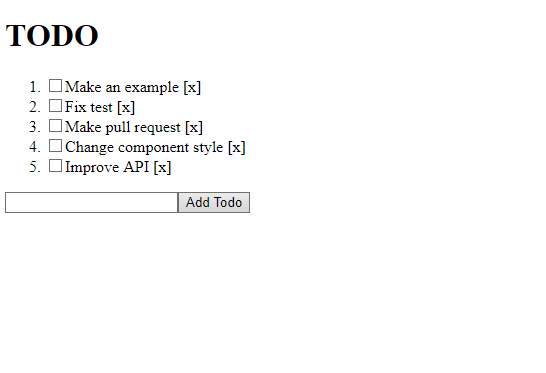 TODO
1. Make an example [x]
2. Fix test [x]
3. Make pull request [x]
4. Change component style [x]
5. Improve API [x]
Add Todo